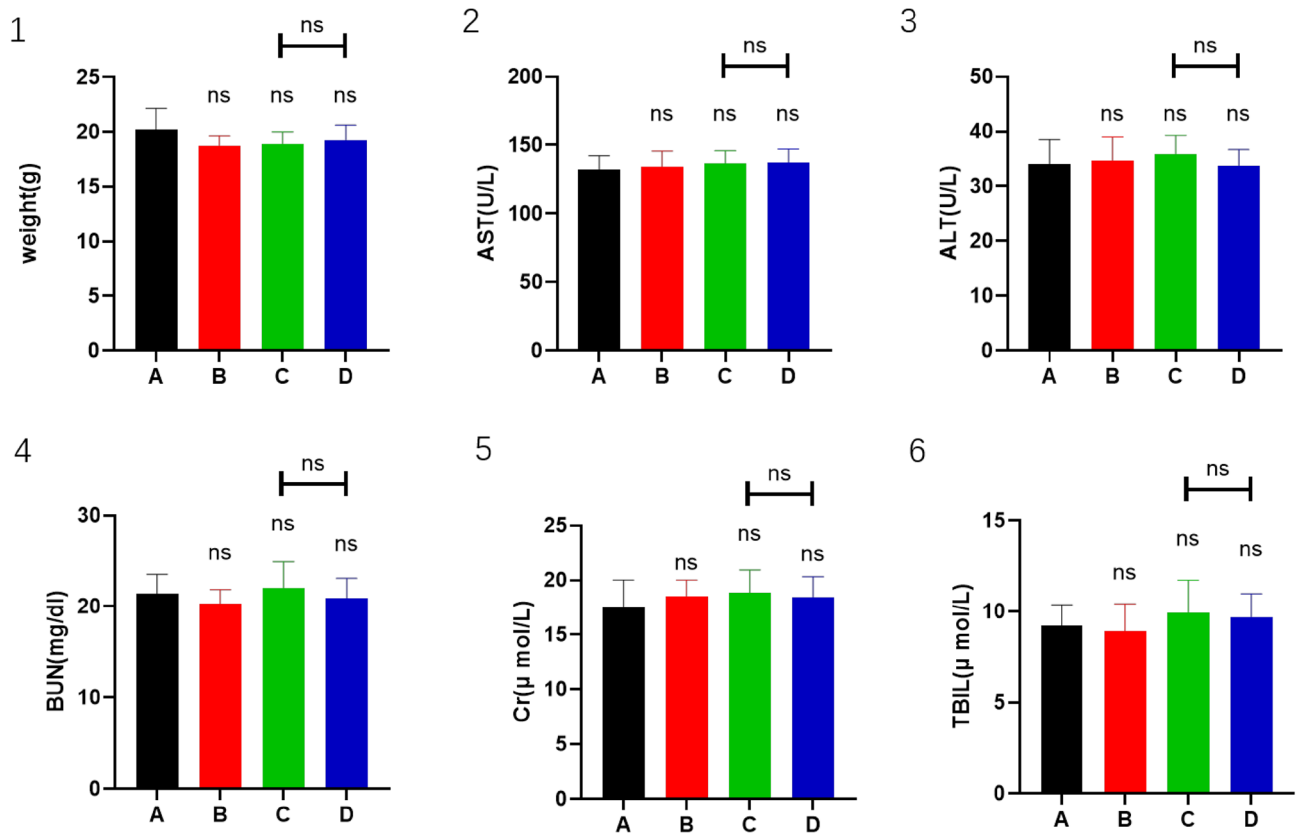 1
ns
ns
ns
ns
weight(g)
25
20
15
10
5
0
A
B
C
D
2
ns
ns
ns
ns
AST(U/L)
200
150
100
50
0
A
B
C
D
3
ns
ns
ns
ns
ALT(U/L)
50
40
30
20
10
0
A
B
C
D
4
ns
ns
ns
ns
BUN(mg/dl)
30
20
10
0
A
B
C
D
5
ns
ns
ns
ns
Cr(μ mol/L)
25
20
15
10
5
0
A
B
C
D
6
ns
ns
ns
ns
TBIL(μ mol/L)
15
10
5
0
A
B
C
D